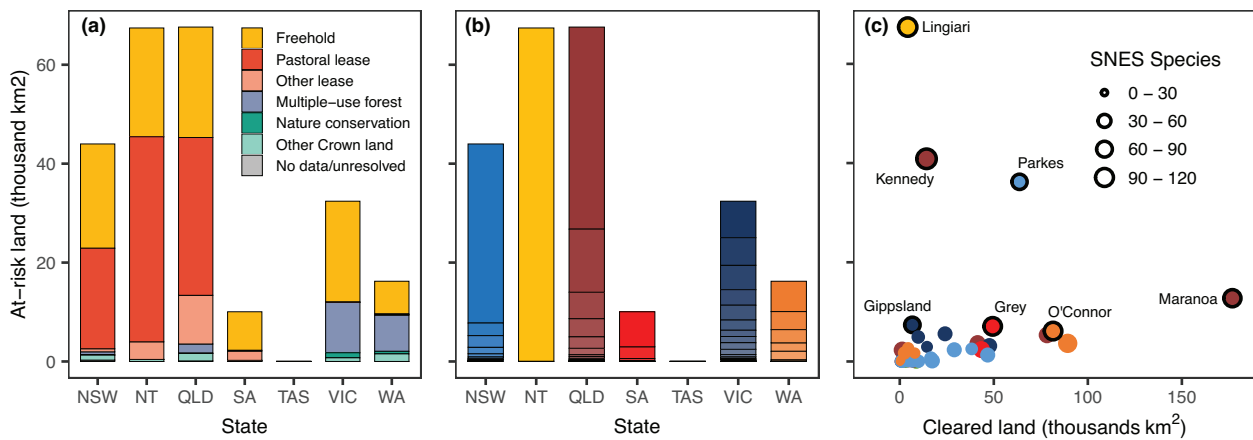 (a)
Freehold
Pastoral lease
Other lease
Multiple−use forest
Nature conservation
Other Crown land
No data/unresolved
At−risk land (thousand km2)
60
40
20
0
NSW NT QLD SA TAS VIC WA
State
(b)
NSW NT QLD SA TAS VIC WA
State
(c)
Lingiari
SNES Species
0 − 30
30 − 60
60 − 90
90 − 120
Kennedy
Parkes
Maranoa
Gippsland
Grey
O'Connor
0 50 100 150
Cleared land (thousands km²)